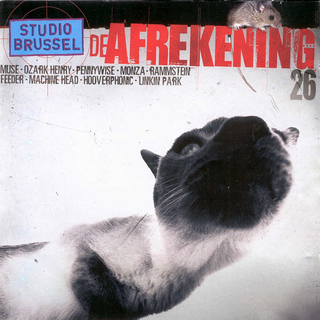 STUDIO
BRUSSEL
DE AFREKENING
MUSE - OZARK HENRY - PENNYWISE - MONZA - RAMMSTEIN
FEEDER - MACHINE HEAD - HOOVERPHONIC - LINKIN PARK
26